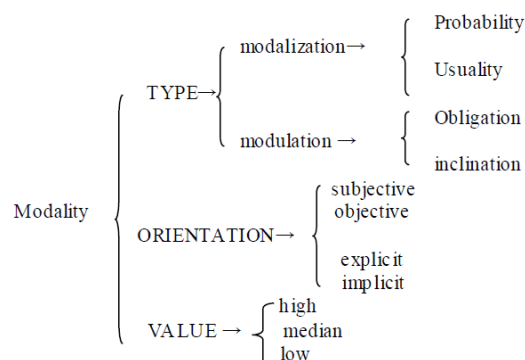 Probability
modalization→
Usuality
TYPE→
Obligation
modulation →
inclination
subjective
objective
Modality
ORIENTATION→
explicit
implicit
high
VALUE →
median
low